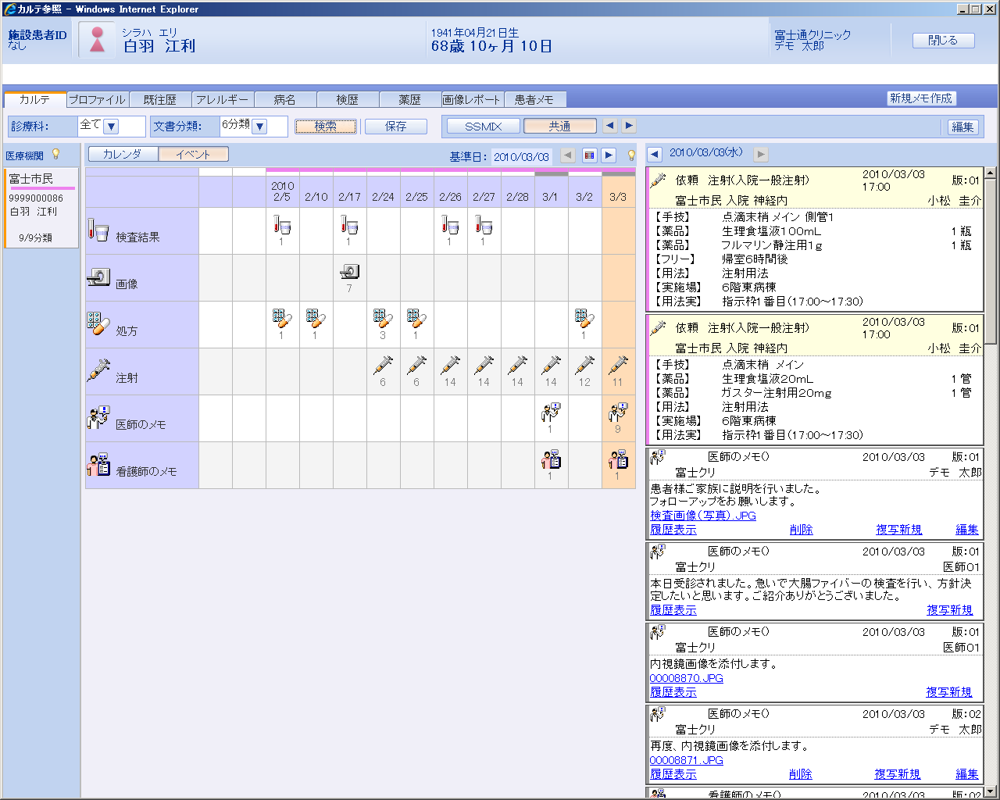 カルテ参照 - Windows Internet Explorer
施設患者ID
なし
シラハ エリ
白羽 江利
1941年04月21日生
68歳 10ヶ月 10日
富士通クリニック
デモ 太郎
閉じる
カルテ プロファイル 既往歴 アレルギー 病名 検歴 薬歴 画像レポート 患者メモ 新規メモ作成
診療科: 全て 文書分類: 6分類 検索 保存 SSMIX 共通 編集
医療機関
富士市民
9999000086
白羽 江利
9/9分類
カレンダ イベント 基準日: 2010/03/03
2010
2/5 2/10 2/17 2/24 2/25 2/26 2/27 2/28 3/1 3/2 3/3
検査結果 1 1 1 1
画像 7
処方 1 1 3 1 1
注射 6 6 14 14 14 14 12 11
医師のメモ 1 9
看護師のメモ 1 1
2010/03/03(水)
依頼 注射(入院一般注射) 2010/03/03 17:00 版:01
富士市民 入院 神経内 小松 圭介
【手技】 点滴末梢 メイン 側管1
【薬品】 生理食塩液100mL 1 瓶
【薬品】 フルマリン静注用1g 1 瓶
【フリー】 帰室6時間後
【用法】 注射用法
【実施場】 6階東病棟
【用法実】 指示枠1番目(17:00～17:30)
依頼 注射(入院一般注射) 2010/03/03 17:00 版:01
富士市民 入院 神経内 小松 圭介
【手技】 点滴末梢 メイン
【薬品】 生理食塩液20mL 1 管
【薬品】 ガスター注射用20mg 1 管
【用法】 注射用法
【実施場】 6階東病棟
【用法実】 指示枠1番目(17:00～17:30)
医師のメモ() 2010/03/03 版:01
富士クリ デモ 太郎
患者様ご家族に説明を行いました。
フォローアップをお願いします。
検査画像(写真).JPG
履歴表示 削除 複写新規 編集
医師のメモ() 2010/03/03 版:01
富士クリ 医師01
本日受診されました。急いで大腸ファイバーの検査を行い、方針決
定したいと思います。ご紹介ありがとうございました。
履歴表示 複写新規
医師のメモ() 2010/03/03 版:01
富士クリ 医師01
内視鏡画像を添付します。
00008870.JPG
履歴表示 複写新規
医師のメモ() 2010/03/03 版:02
富士クリ デモ 太郎
再度、内視鏡画像を添付します。
00008871.JPG
履歴表示 削除 複写新規 編集
看護師のメモ() 2010/03/03 版:02